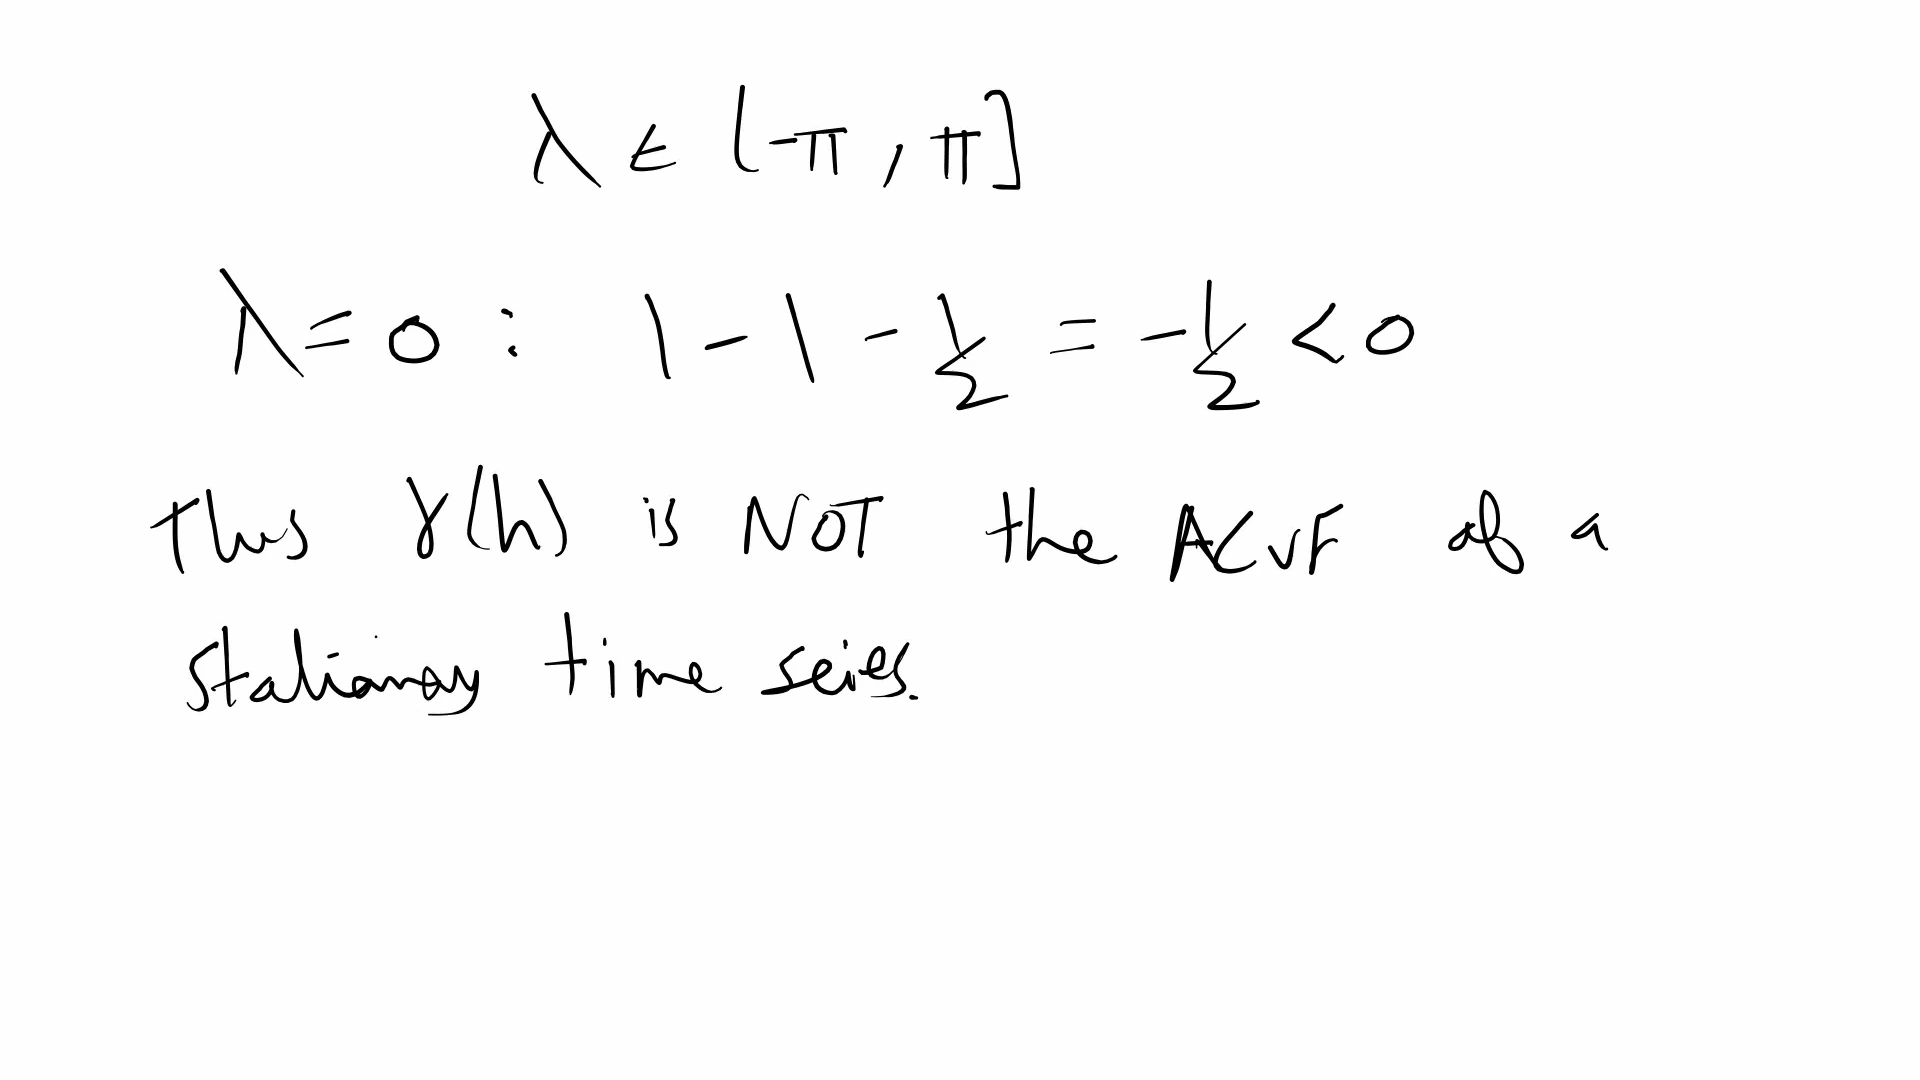 λ ∈ (-π, π]
λ = 0 : 1 - 1 - 1/2 = -1/2 < 0
Thus γ(h) is NOT the ACVF of a
stationary time series.